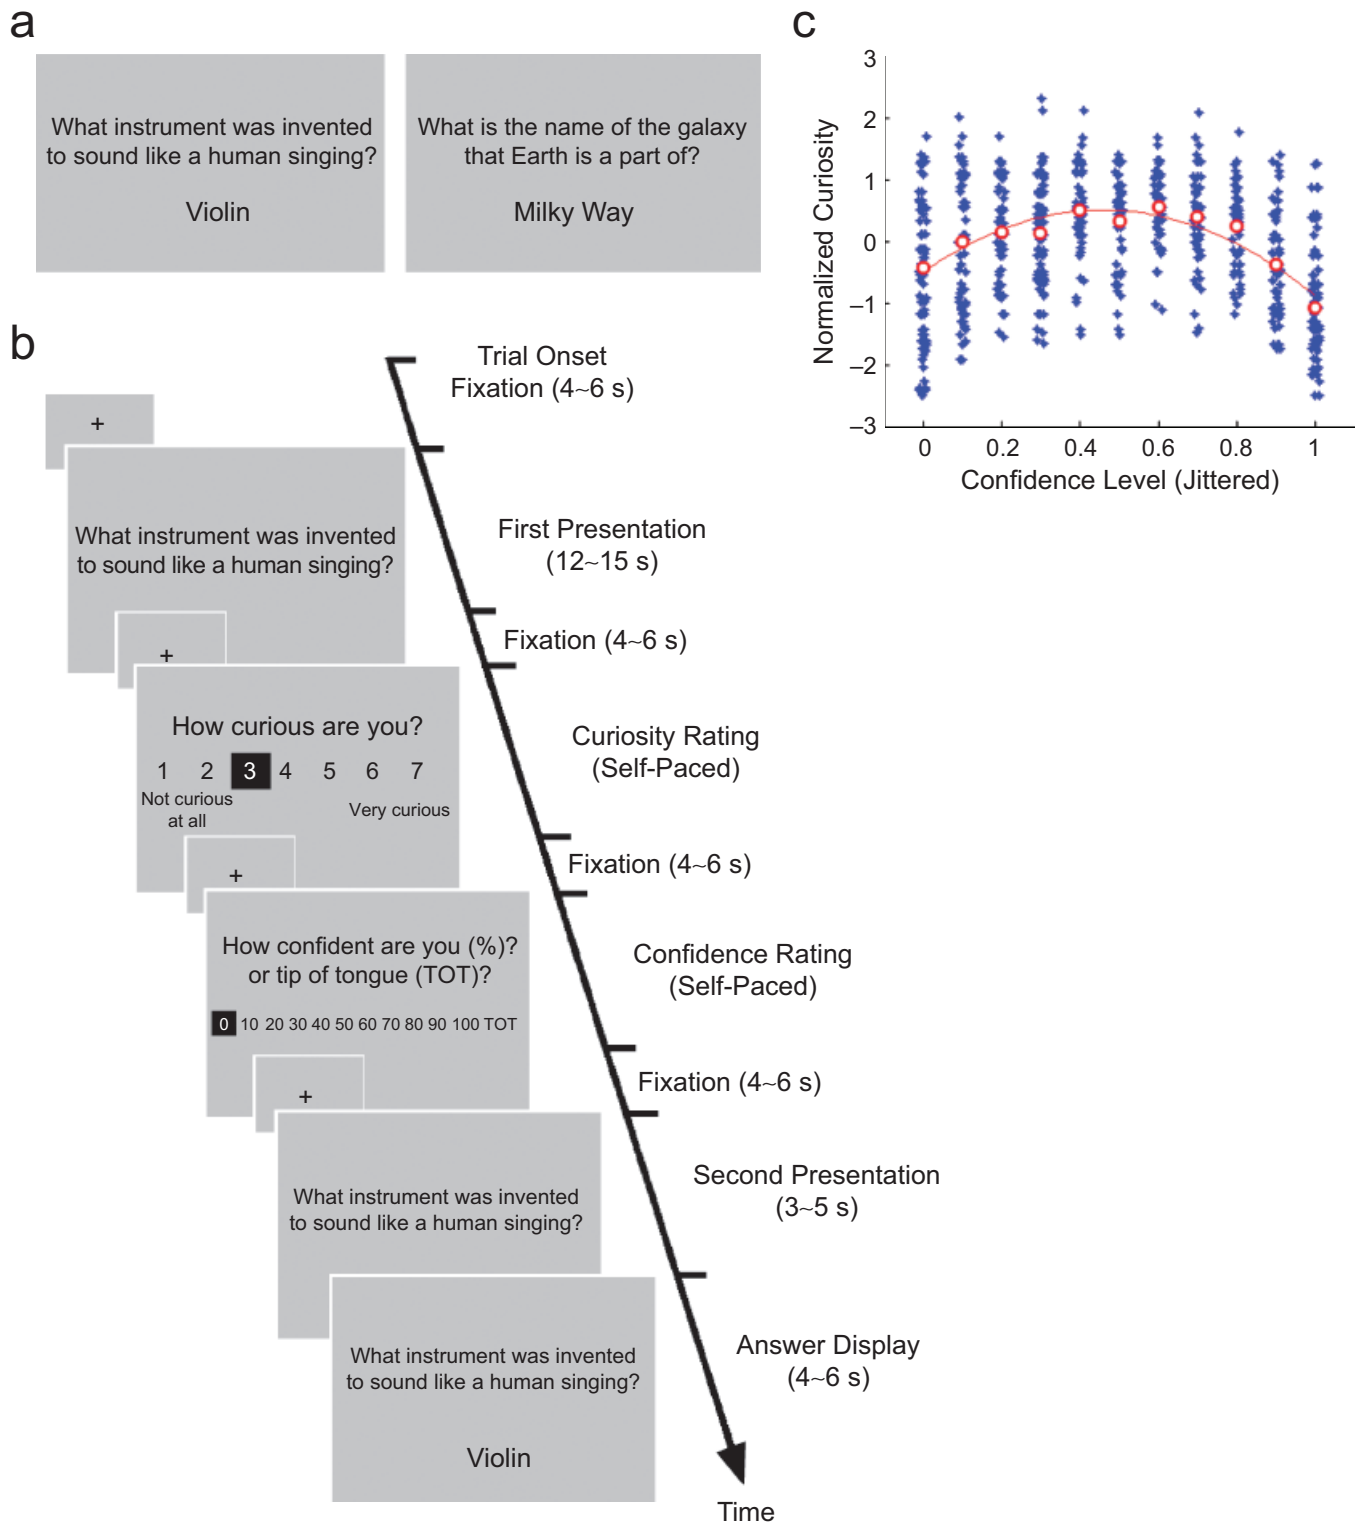 a
What instrument was invented
to sound like a human singing?
Violin
What is the name of the galaxy
that Earth is a part of?
Milky Way
b
+
What instrument was invented
to sound like a human singing?
+
How curious are you?
1 2 3 4 5 6 7
Not curious
at all
Very curious
+
How confident are you (%)?
or tip of tongue (TOT)?
0 10 20 30 40 50 60 70 80 90 100 TOT
+
What instrument was invented
to sound like a human singing?
What instrument was invented
to sound like a human singing?
Violin
Trial Onset
Fixation (4~6 s)
First Presentation
(12~15 s)
Fixation (4~6 s)
Curiosity Rating
(Self-Paced)
Fixation (4~6 s)
Confidence Rating
(Self-Paced)
Fixation (4~6 s)
Second Presentation
(3~5 s)
Answer Display
(4~6 s)
Time
c
Normalized Curiosity
3
2
1
0
–1
–2
–3
0 0.2 0.4 0.6 0.8 1
Confidence Level (Jittered)